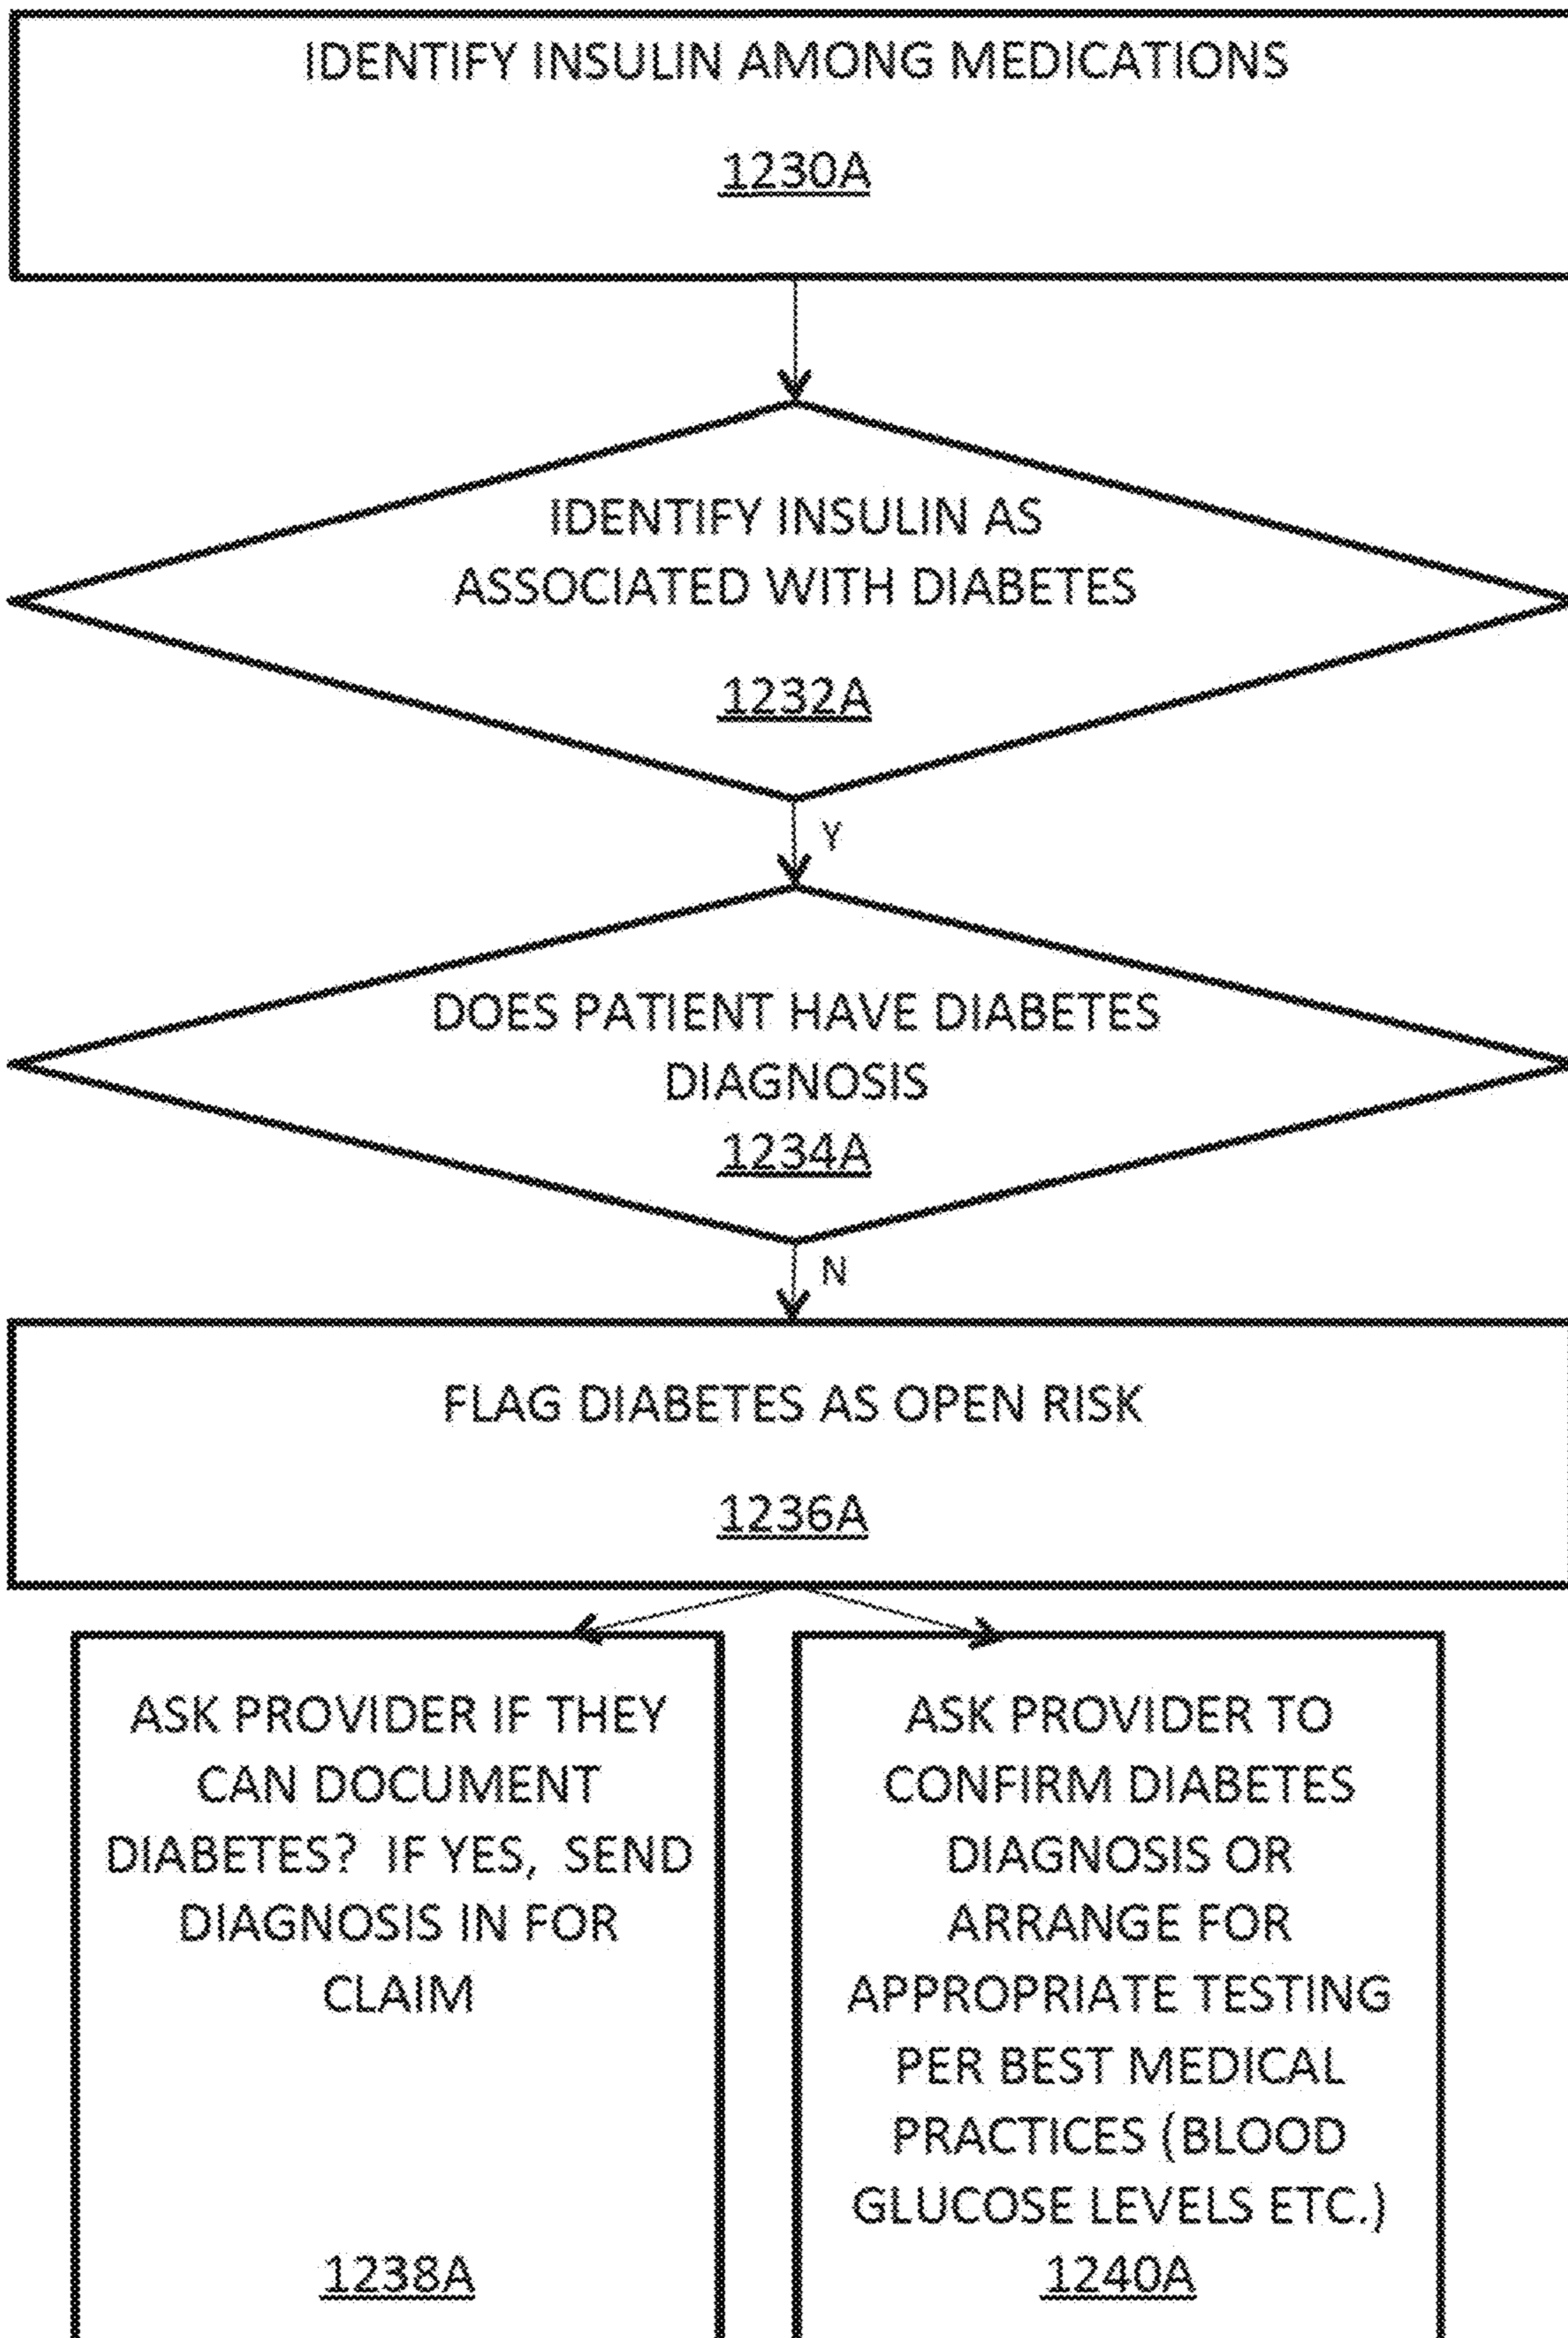 IDENTIFY INSULIN AMONG MEDICATIONS
1230A
IDENTIFY INSULIN AS
ASSOCIATED WITH DIABETES
1232A
Y
DOES PATIENT HAVE DIABETES
DIAGNOSIS
1234A
N
FLAG DIABETES AS OPEN RISK
1236A
ASK PROVIDER IF THEY
CAN DOCUMENT
DIABETES? IF YES, SEND
DIAGNOSIS IN FOR
CLAIM
1238A
ASK PROVIDER TO
CONFIRM DIABETES
DIAGNOSIS OR
ARRANGE FOR
APPROPRIATE TESTING
PER BEST MEDICAL
PRACTICES (BLOOD
GLUCOSE LEVELS ETC.)
1240A